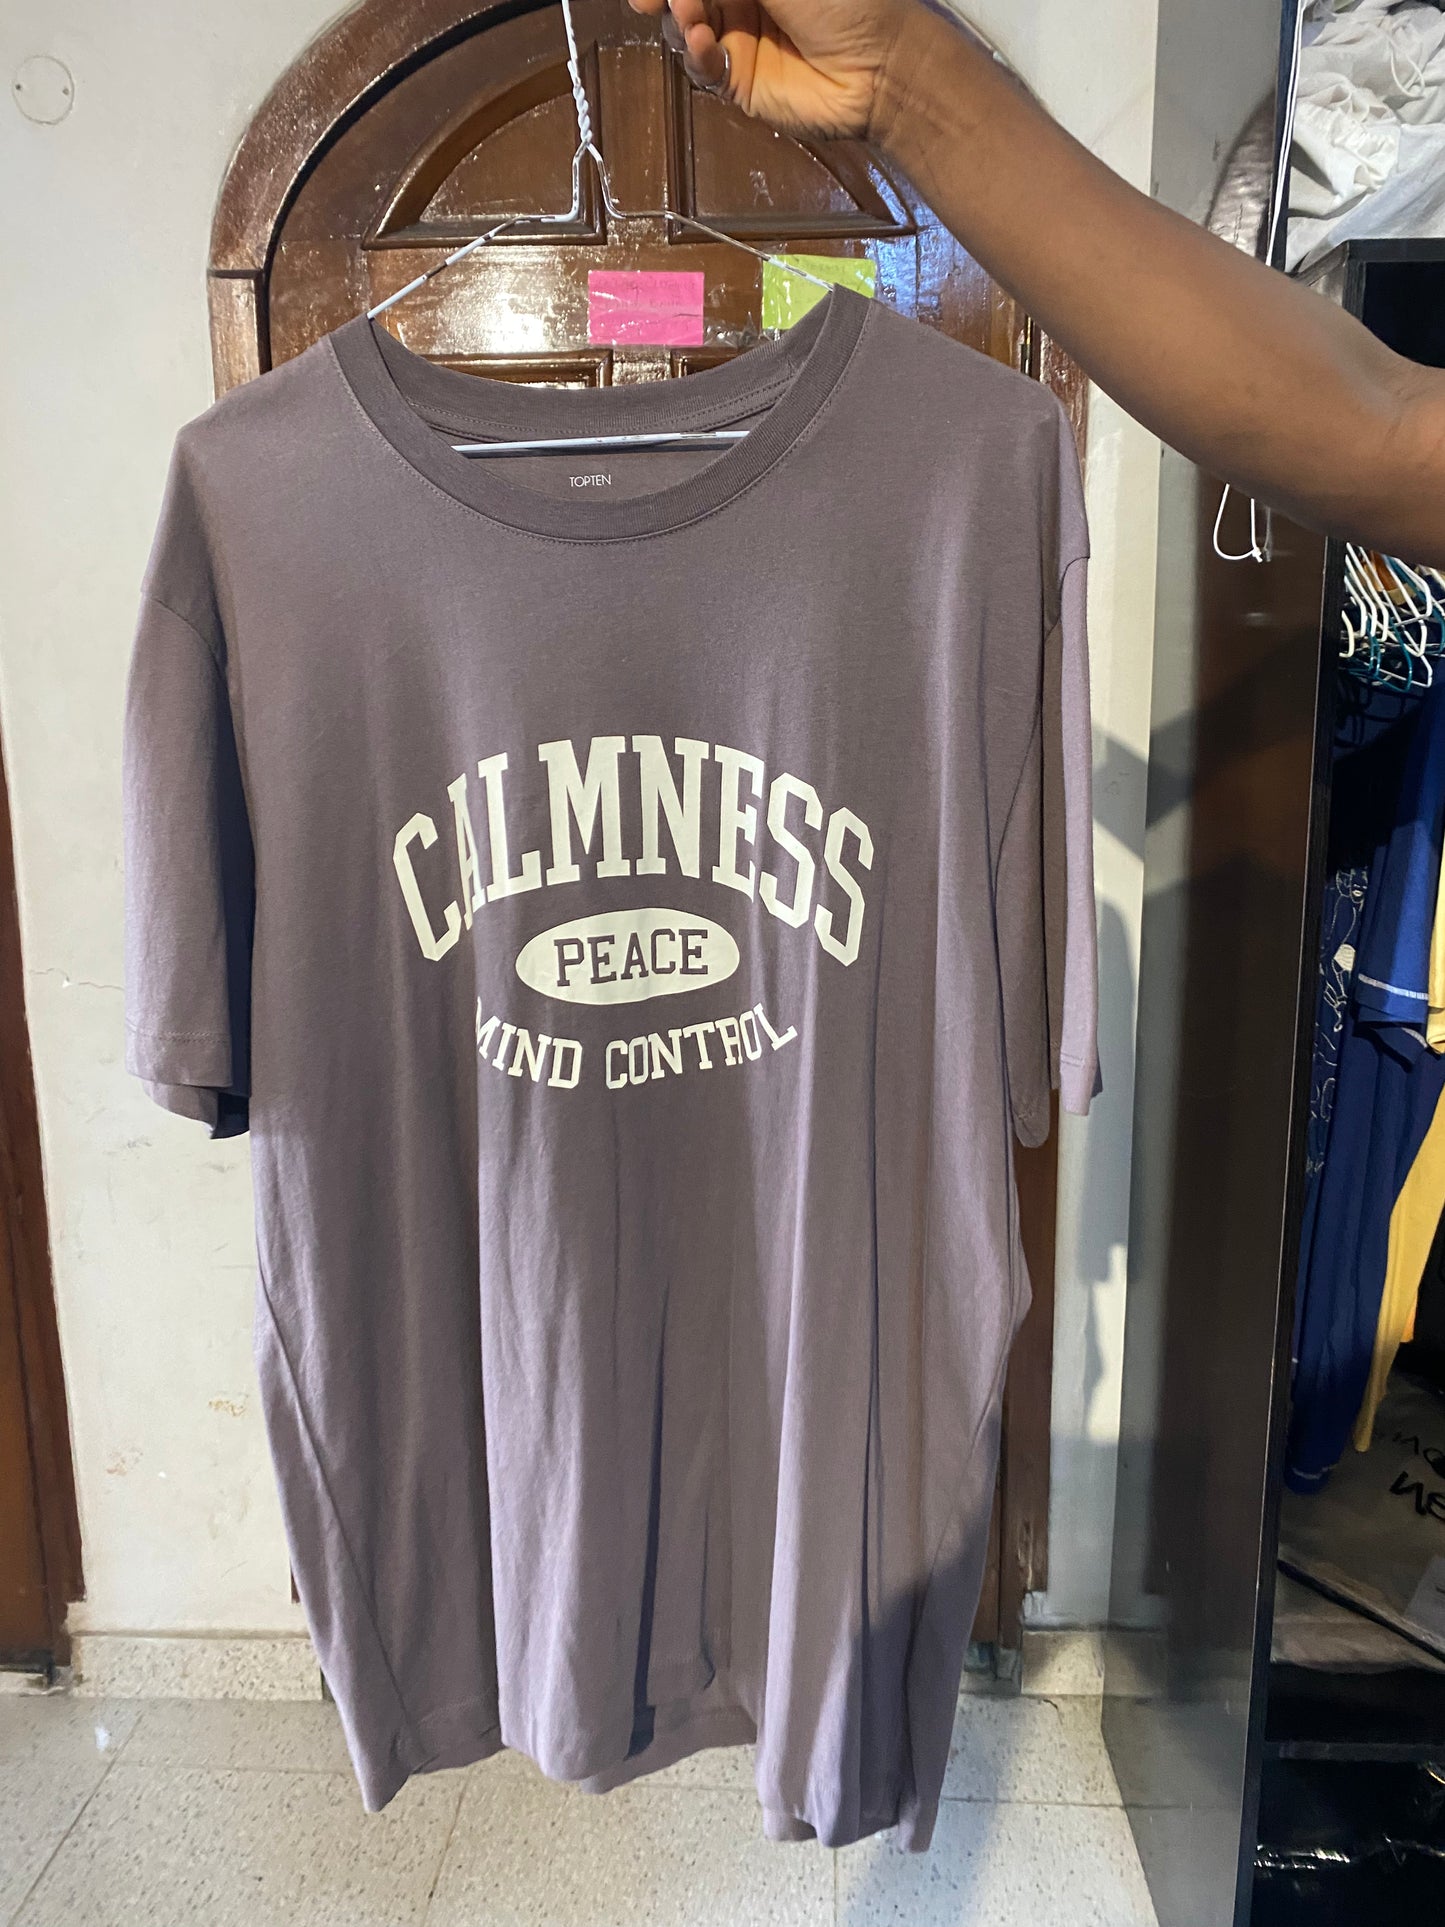 TOPTEN
CALMNESS
PEACE
MIND CONTROL